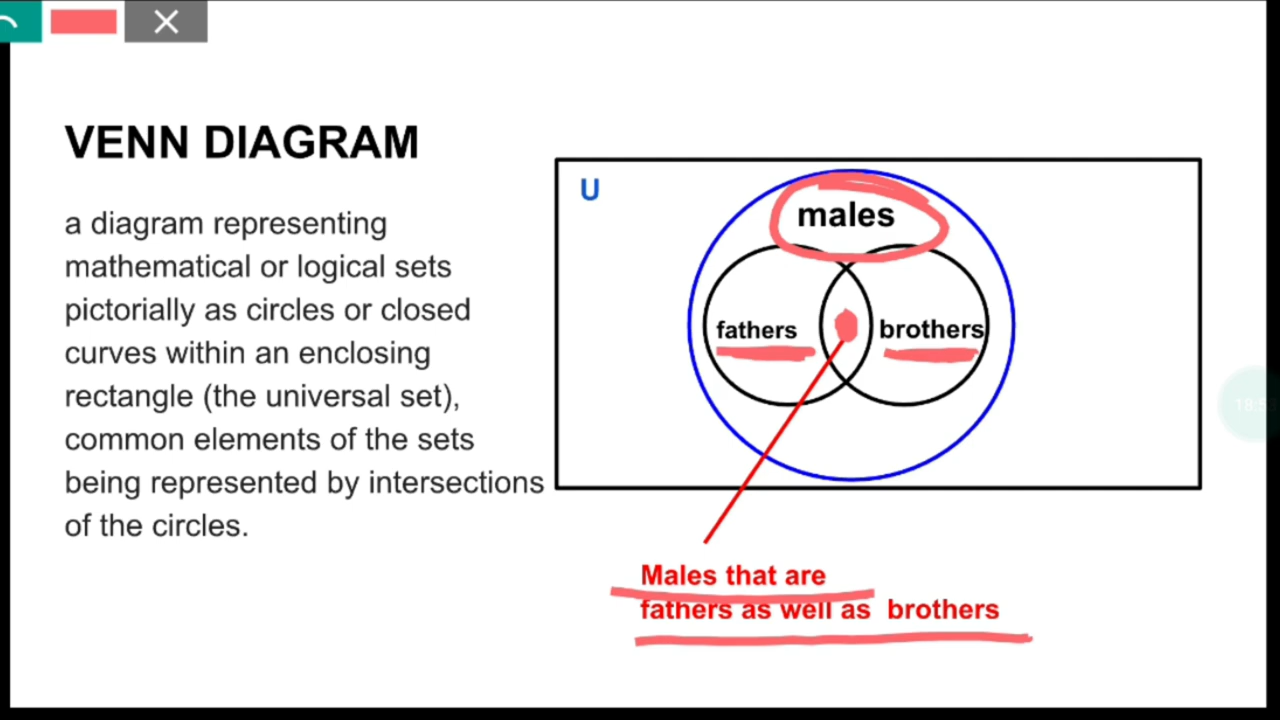 VENN DIAGRAM
a diagram representing
mathematical or logical sets
pictorially as circles or closed
curves within an enclosing
rectangle (the universal set),
common elements of the sets
being represented by intersections
of the circles.
U
males
fathers
brothers
Males that are
fathers as well as brothers